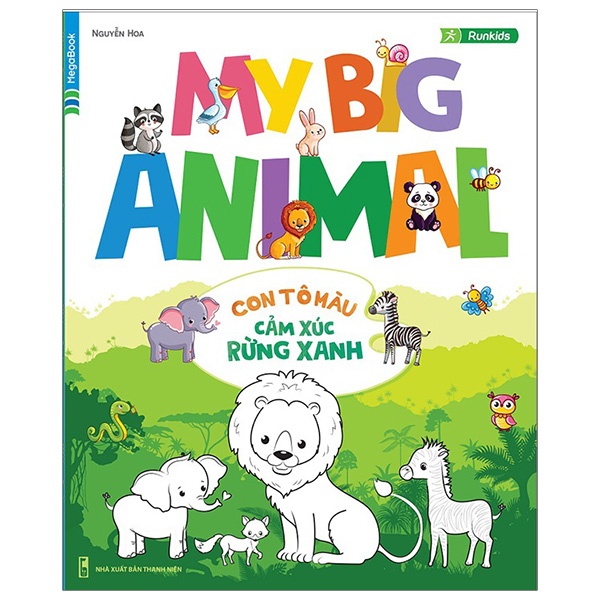 NGUYỄN HOA
Runkids
MegaBook
MY BIG
ANIMAL
CON TÔ MÀU
CẢM XÚC
RỪNG XANH
NHÀ XUẤT BẢN THANH NIÊN